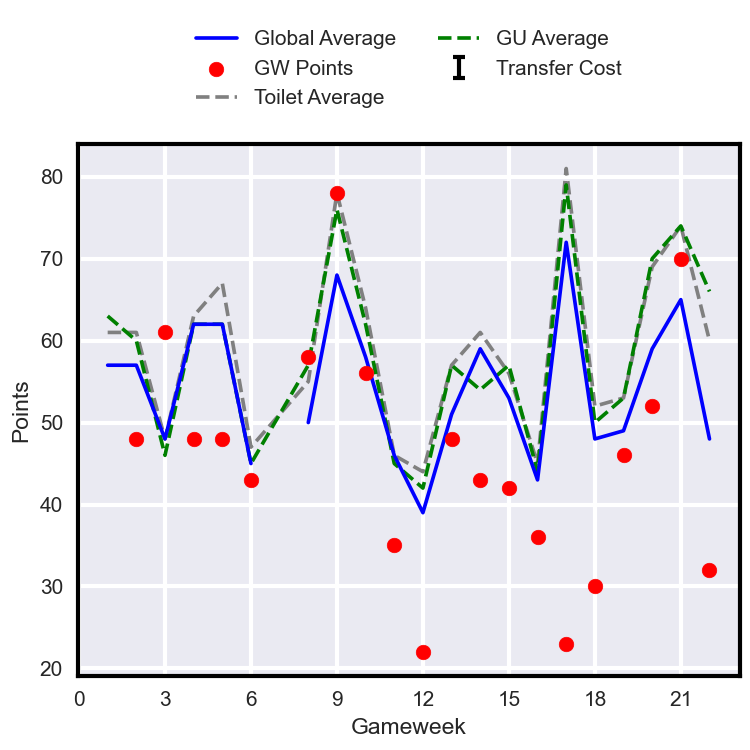 Global Average
GW Points
Toilet Average
GU Average
Transfer Cost
80
70
60
50
40
30
20
Points
0 3 6 9 12 15 18 21
Gameweek